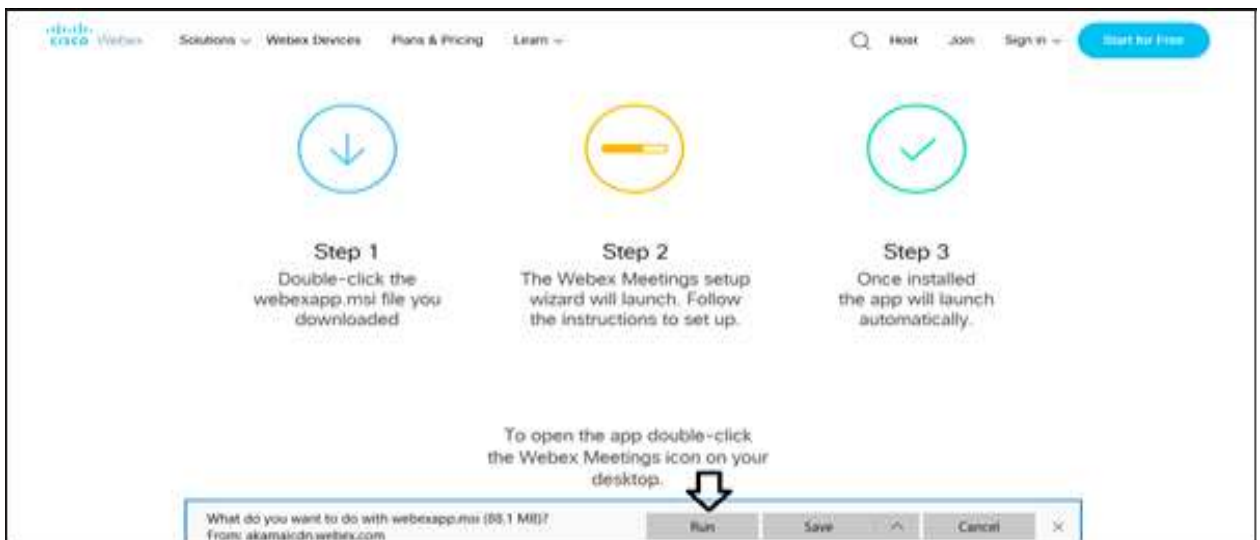 CISCO Webex
Solutions Webex Devices Plans & Pricing Learn Host Join Sign in Start for Free
Step 1
Double-click the
webexapp.msi file you
downloaded
Step 2
The Webex Meetings setup
wizard will launch. Follow
the instructions to set up.
Step 3
Once installed
the app will launch
automatically.
To open the app double-click
the Webex Meetings icon on your
desktop.
What do you want to do with webexapp.msi (88.1 MB)?
From: akamaicdn.webex.com
Run Save Cancel